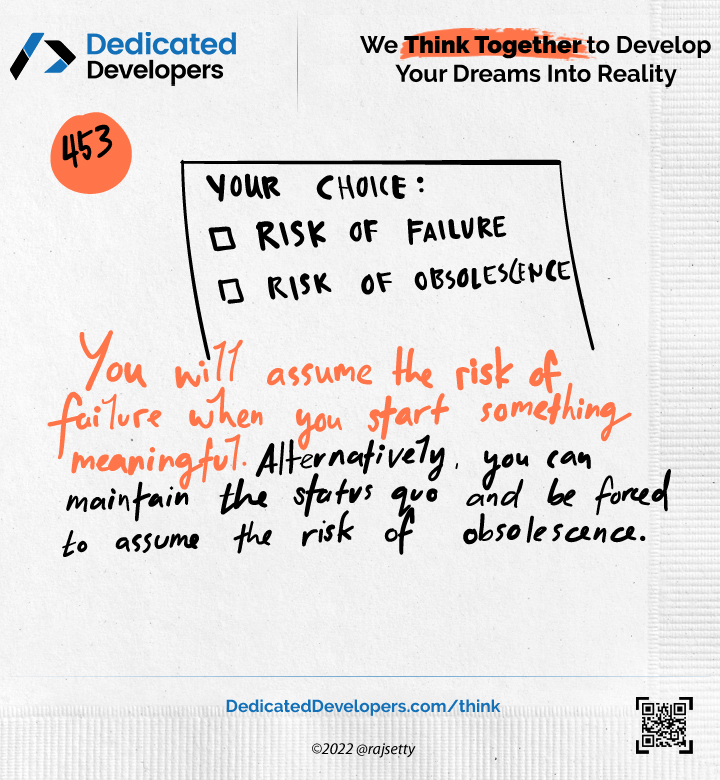 Dedicated
Developers
We Think Together to Develop
Your Dreams Into Reality
453
YOUR CHOICE:
RISK OF FAILURE
RISK OF OBSOLESCENCE
You will assume the risk of
failure when you start something
meaningful. Alternatively, you can
maintain the status quo and be forced
to assume the risk of obsolescence.
DedicatedDevelopers.com/think
©2022 @rajsetty